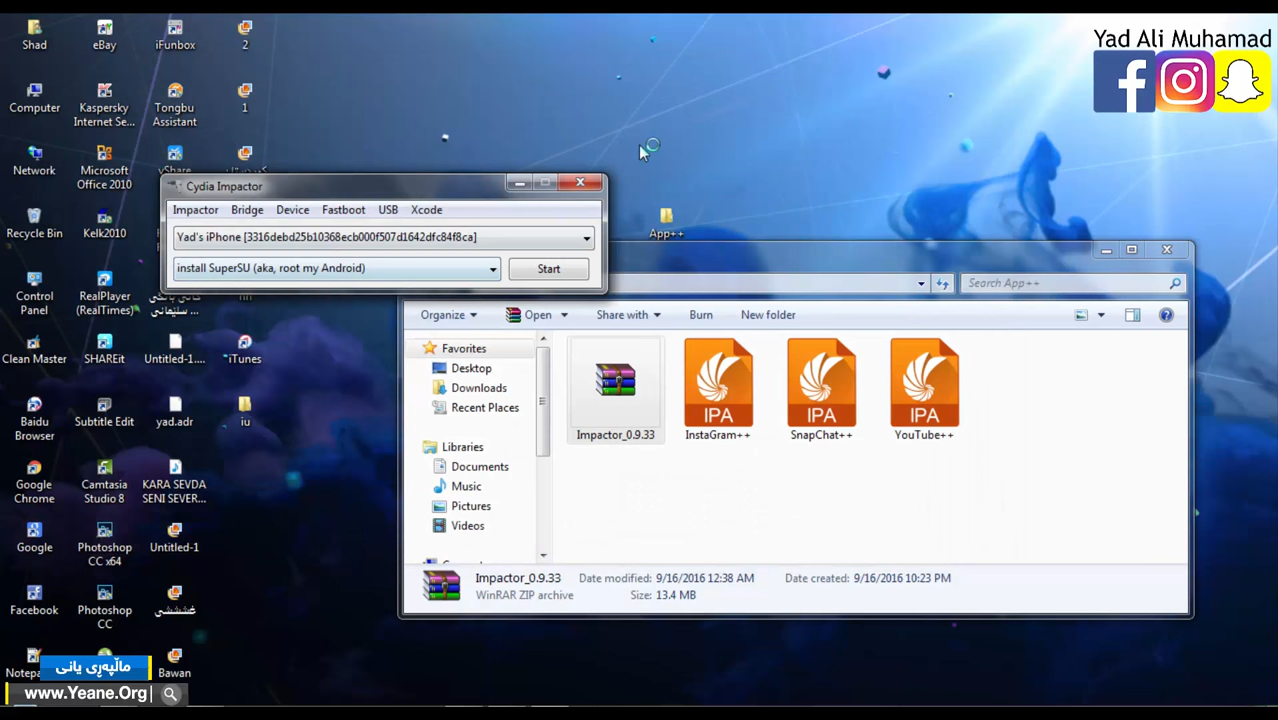 Yad Ali Muhamad
Shad
eBay
iFunbox
2
Computer
Kaspersky
Internet Se...
Tongbu
Assistant
1
Network
Microsoft
Office 2010
Recycle Bin
Kelk2010
Control
Panel
RealPlayer
(RealTimes)
Clean Master
SHAREit
Untitled-1....
iTunes
Baidu
Browser
Subtitle Edit
yad.adr
iu
Google
Chrome
Camtasia
Studio 8
KARA SEVDA
SENI SEVER...
Google
Photoshop
CC x64
Untitled-1
Facebook
Photoshop
CC
غشششی
Bawan
App++
Cydia Impactor
Impactor Bridge Device Fastboot USB Xcode
Yad's iPhone [3316debd25b10368ecb000f507d1642dfc84f8ca]
install SuperSU (aka, root my Android)
Start
Search App++
Organize Open Share with Burn New folder
Favorites
Desktop
Downloads
Recent Places
Libraries
Documents
Music
Pictures
Videos
Impactor_0.9.33
IPA
InstaGram++
IPA
SnapChat++
IPA
YouTube++
Impactor_0.9.33 Date modified: 9/16/2016 12:38 AM Date created: 9/16/2016 10:23 PM
WinRAR ZIP archive Size: 13.4 MB
ماڵپەڕی یانی
www.Yeane.Org